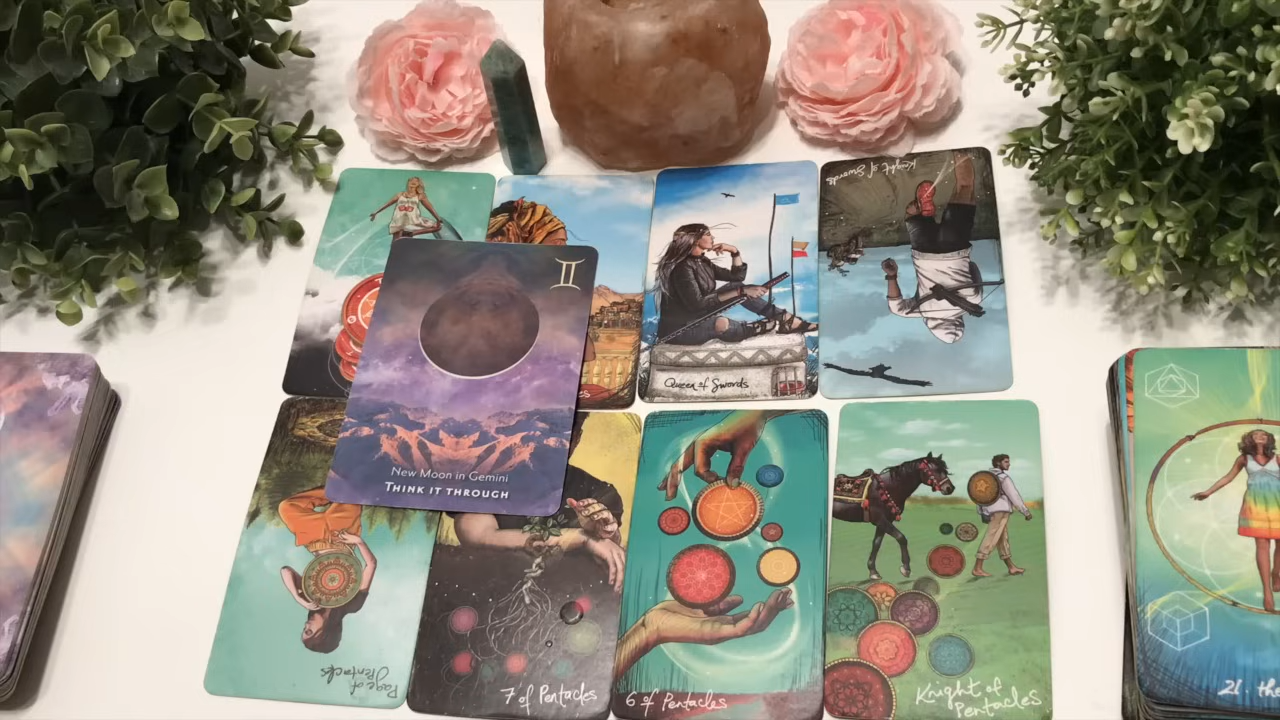 Knight of Swords
Queen of Swords
New Moon in Gemini
THINK IT THROUGH
Page of
Pentacles
7 of Pentacles
6 of Pentacles
Knight of
Pentacles
21. the